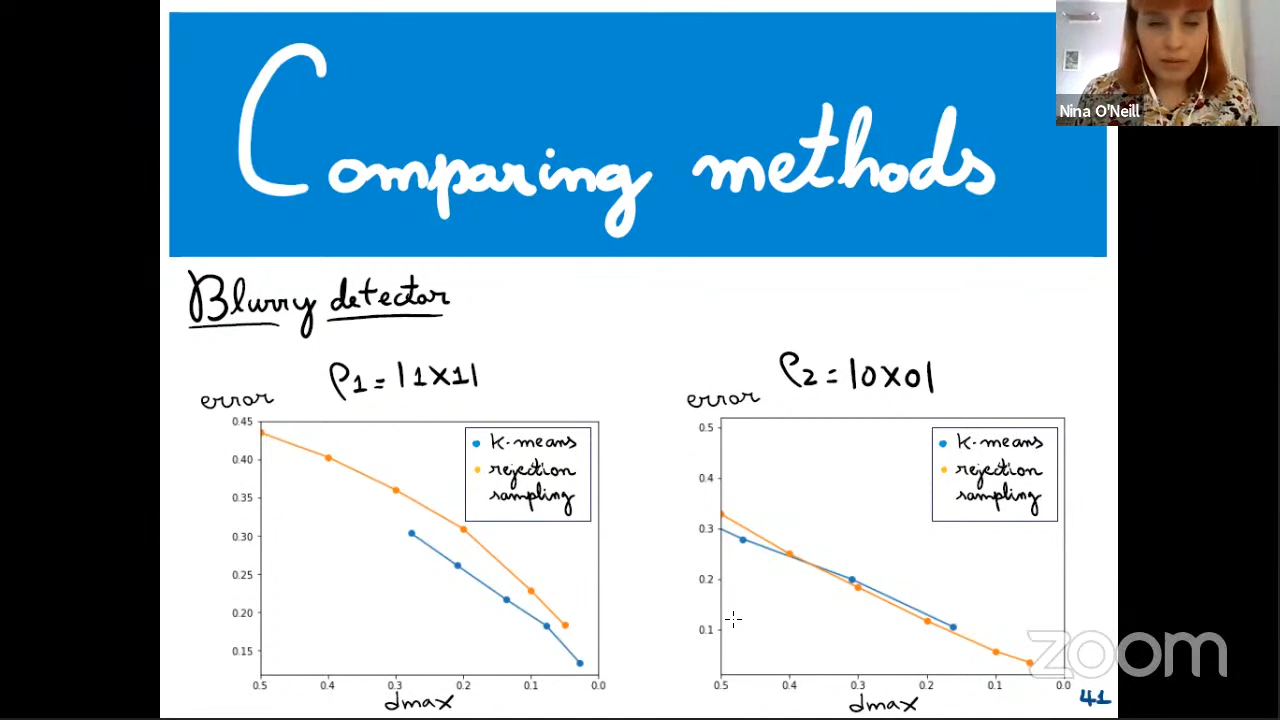 Nina O'Neill
Comparing methods
Blurry detector
ρ1 = |1X1|
ρ2 = |0X0|
error
0.45
0.40
0.35
0.30
0.25
0.20
0.15
0.5 0.4 0.3 0.2 0.1 0.0
dmax
K-means
rejection
sampling
error
0.5
0.4
0.3
0.2
0.1
0.5 0.4 0.3 0.2 0.1 0.0
dmax
K-means
rejection
sampling
zoom
41